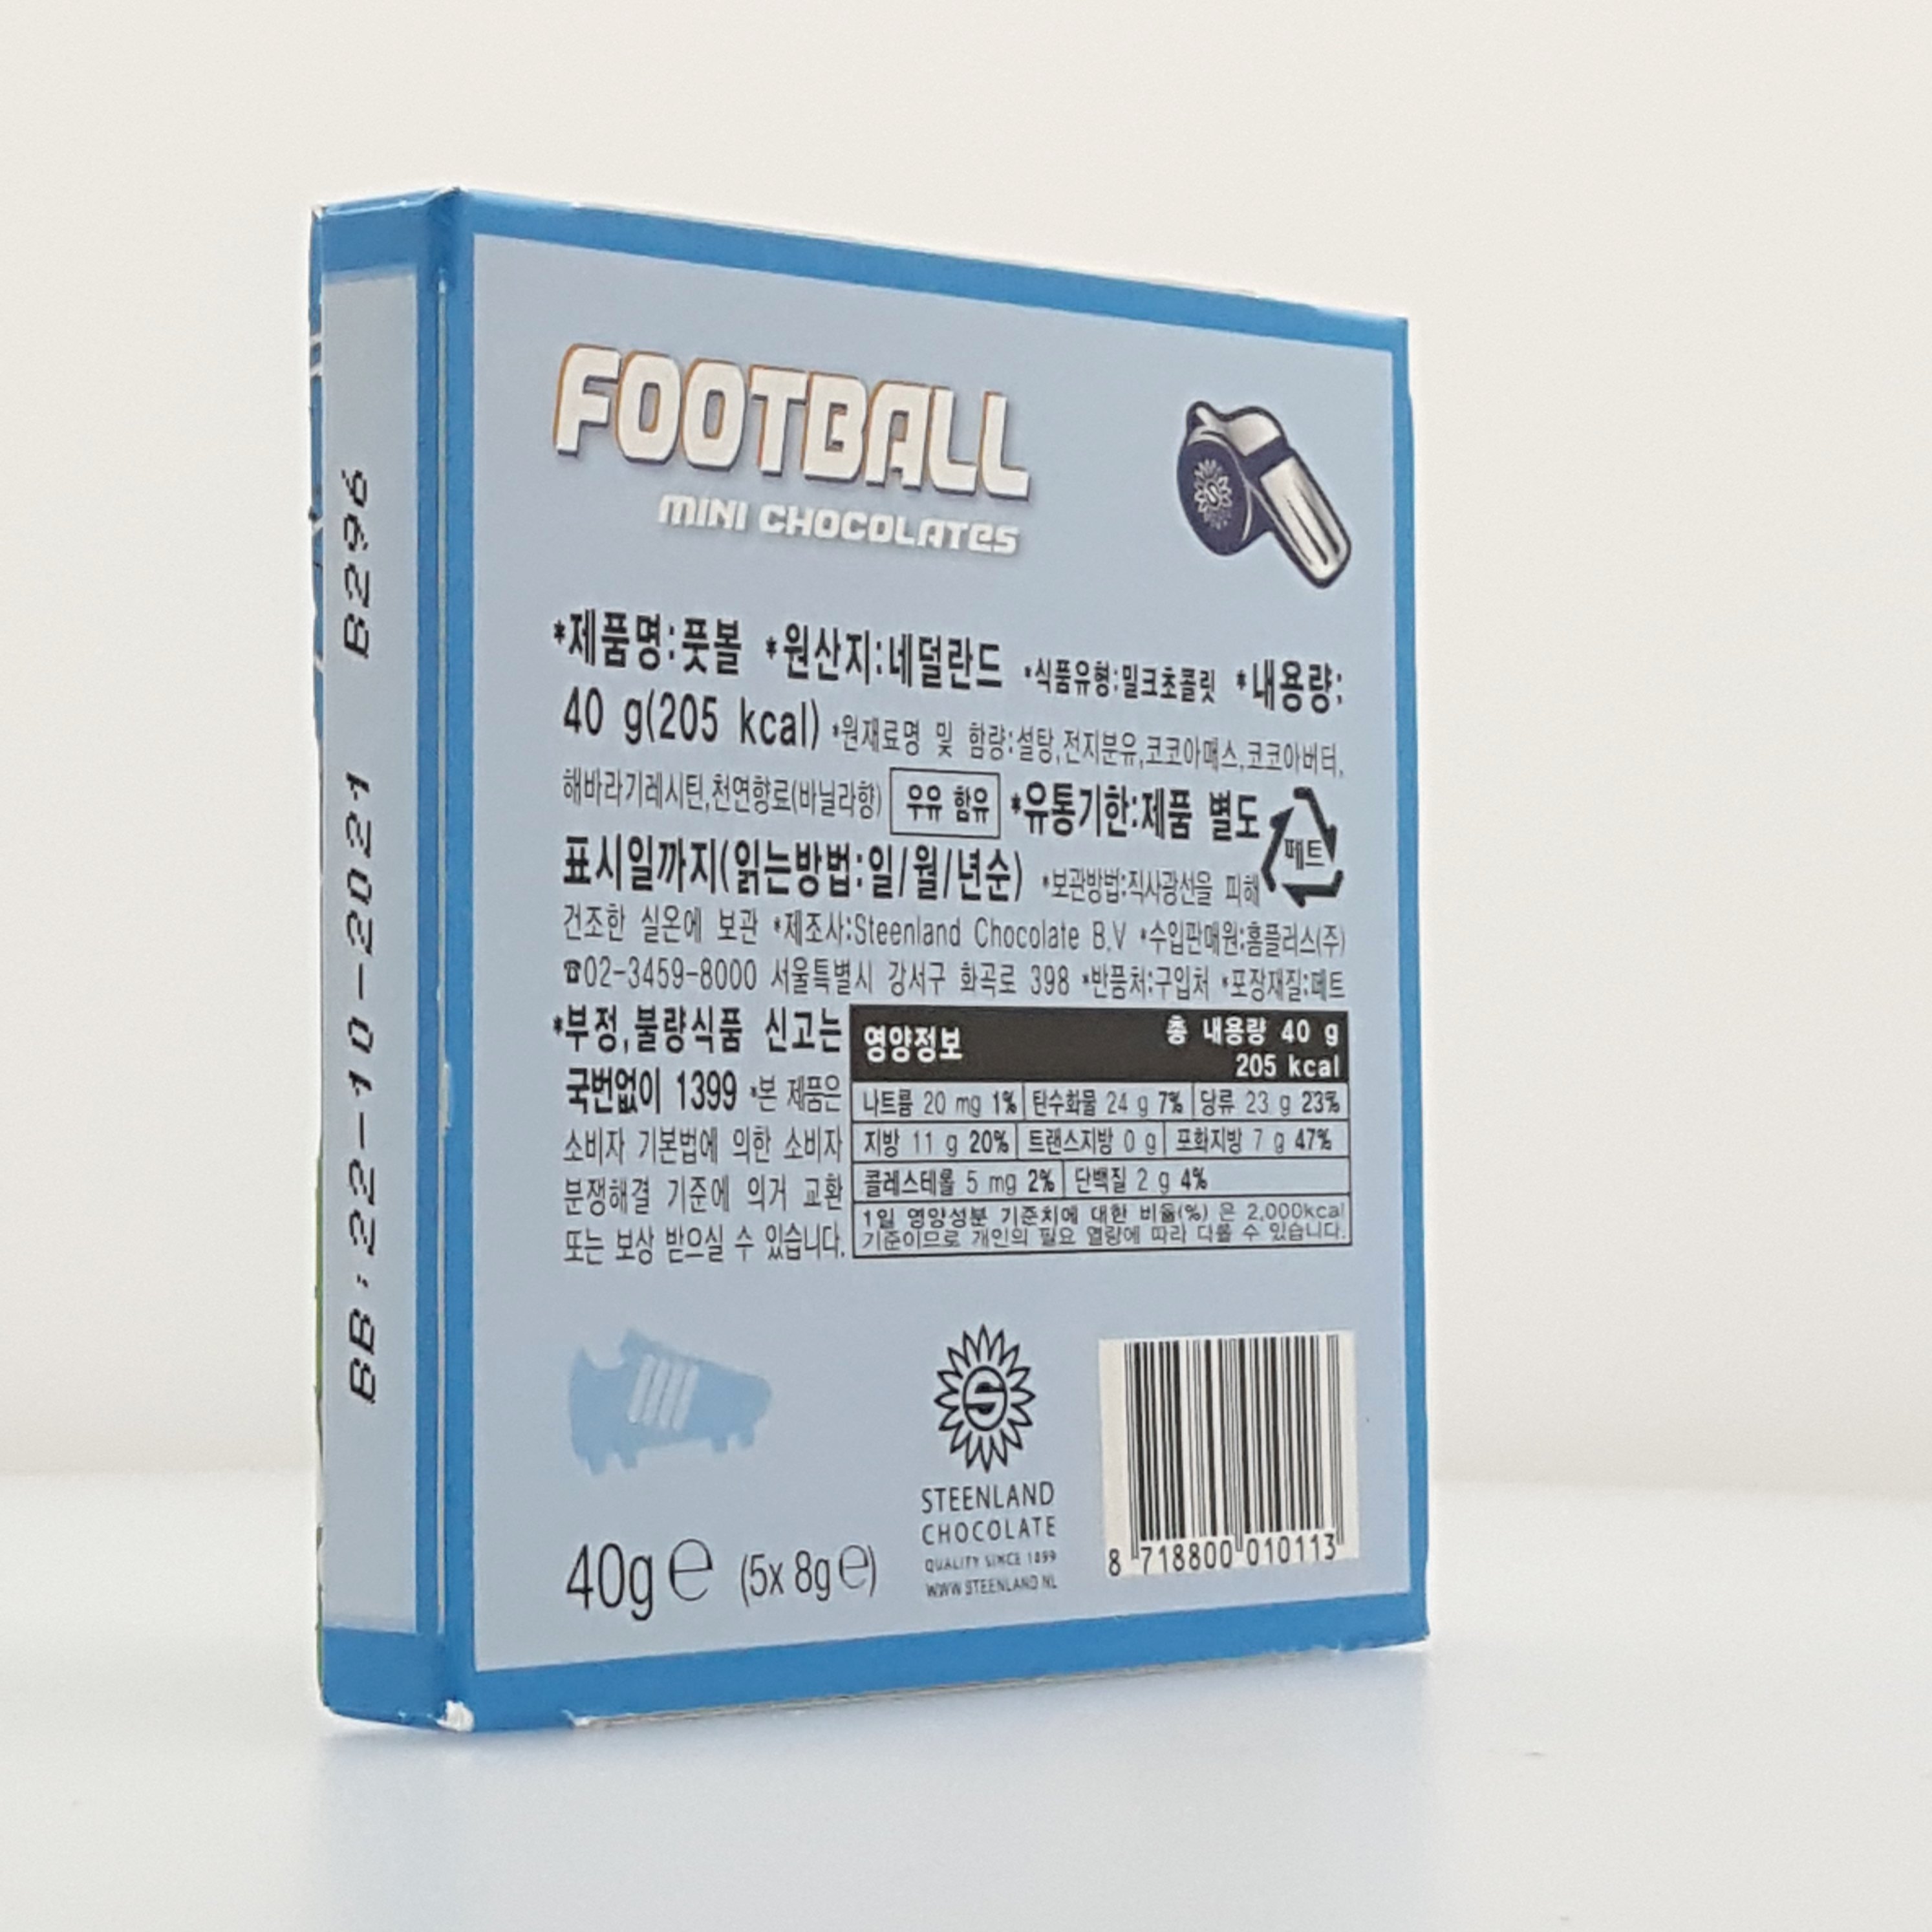 BB: 22-10-2021 B296
FOOTBALL
MINI CHOCOLATES
*제품명:풋볼 *원산지:네덜란드 *식품유형:밀크초콜릿 *내용량:
40 g(205 kcal) *원재료명 및 함량:설탕,전지분유,코코아매스,코코아버터,
해바라기레시틴,천연향료(바닐라향) 우유 함유 *유통기한:제품 별도
페트
표시일까지(읽는방법:일/월/년순) *보관방법:직사광선을 피해
건조한 실온에 보관 *제조사:Steenland Chocolate B.V *수입판매원:홈플러스(주)
☎02-3459-8000 서울특별시 강서구 화곡로 398 *반품처:구입처 *포장재질:페트
*부정,불량식품 신고는
국번없이 1399 *본 제품은
소비자 기본법에 의한 소비자
분쟁해결 기준에 의거 교환
또는 보상 받으실 수 있습니다.
영양정보 총 내용량 40 g
205 kcal
나트륨 20 mg 1% 탄수화물 24 g 7% 당류 23 g 23%
지방 11 g 20% 트랜스지방 0 g 포화지방 7 g 47%
콜레스테롤 5 mg 2% 단백질 2 g 4%
1일 영양성분 기준치에 대한 비율(%) 은 2,000kcal
기준이므로 개인의 필요 열량에 따라 다를 수 있습니다.
S
STEENLAND
CHOCOLATE
QUALITY SINCE 1899
WWW.STEENLAND.NL
40g℮ (5x 8g℮)
8 718800 010113